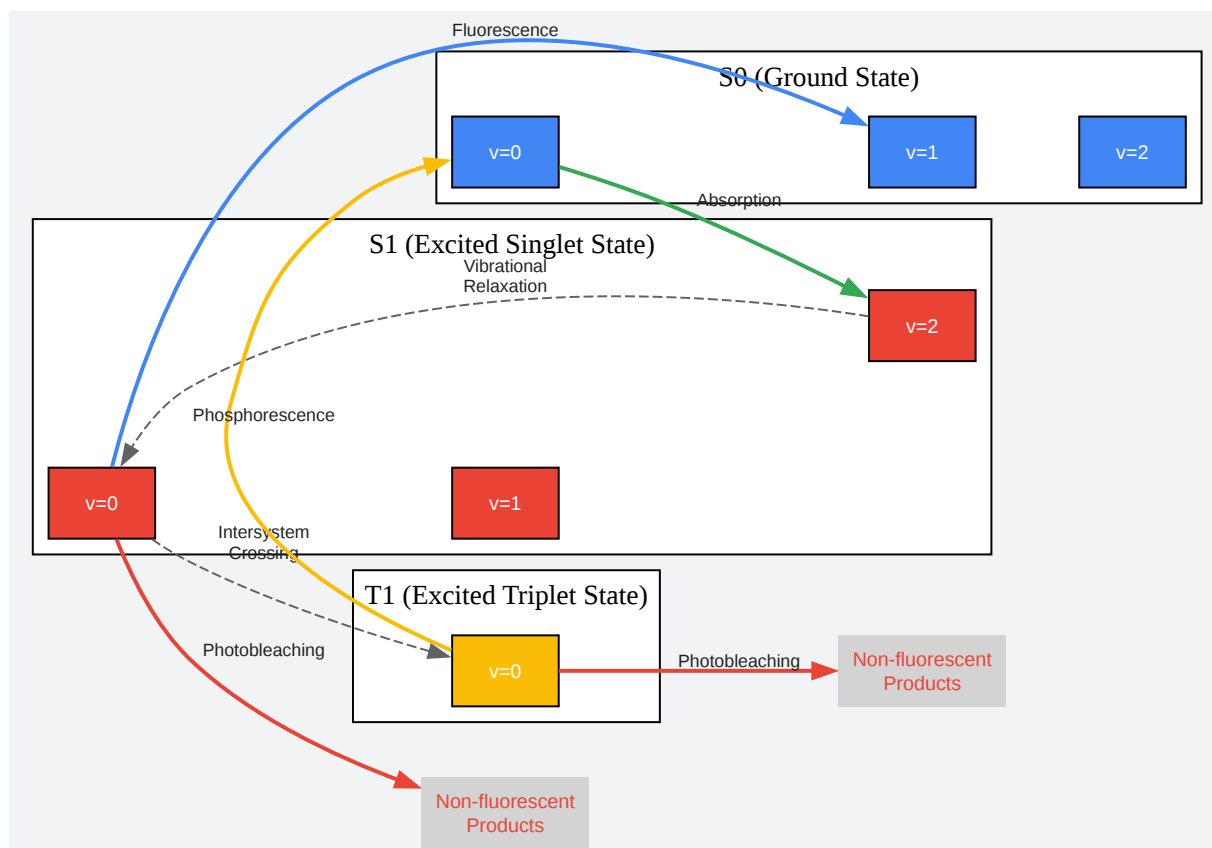 Fluorescence
S0 (Ground State)
v=0
v=1
v=2
Absorption
S1 (Excited Singlet State)
Vibrational
Relaxation
v=2
Phosphorescence
v=0
v=1
Intersystem
Crossing
T1 (Excited Triplet State)
Photobleaching
v=0
Photobleaching
Non-fluorescent
Products
Non-fluorescent
Products